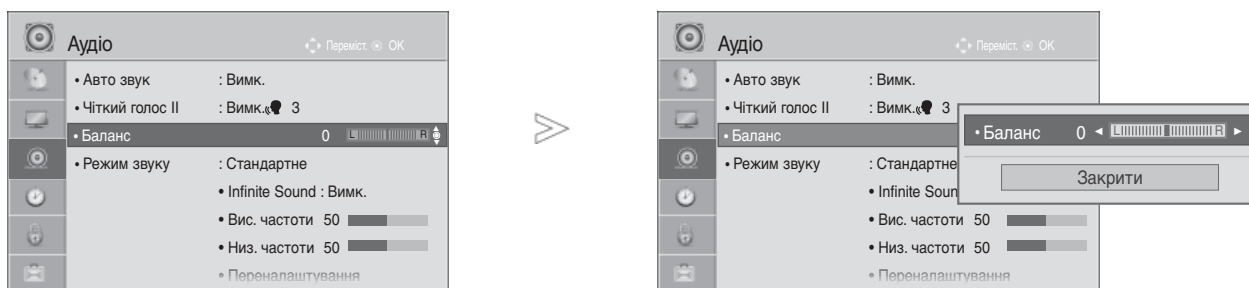 Аудіо
Переміст. OK
• Авто звук : Вимк.
• Чіткий голос II : Вимк. 3
• Баланс 0 L R
• Режим звуку : Стандартне
• Infinite Sound : Вимк.
• Вис. частоти 50
• Низ. частоти 50
• Переналаштування
Аудіо
Переміст. OK
• Авто звук : Вимк.
• Чіткий голос II : Вимк. 3
• Баланс
• Режим звуку : Стандартне
• Infinite Soun
• Вис. частоти 50
• Низ. частоти 50
• Переналаштування
• Баланс 0 ◄ L R ►
Закрити